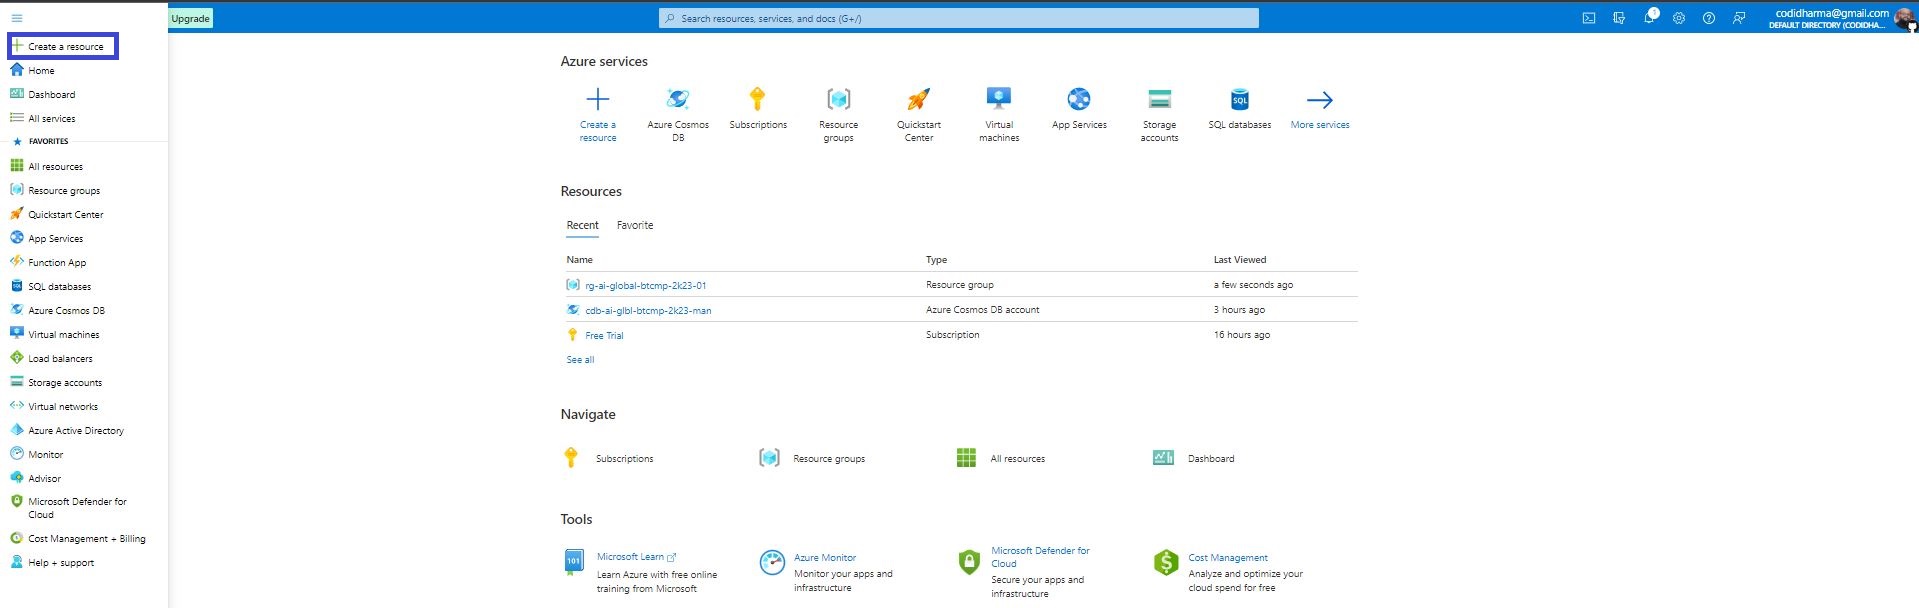 Upgrade
Search resources, services, and docs (G+/)
1
codidharma@gmail.com
DEFAULT DIRECTORY (CODIDHA...
Create a resource
Home
Dashboard
All services
FAVORITES
All resources
Resource groups
Quickstart Center
App Services
Function App
SQL databases
Azure Cosmos DB
Virtual machines
Load balancers
Storage accounts
Virtual networks
Azure Active Directory
Monitor
Advisor
Microsoft Defender for
Cloud
Cost Management + Billing
Help + support
Azure services
Create a
resource
Azure Cosmos
DB
Subscriptions
Resource
groups
Quickstart
Center
Virtual
machines
App Services
Storage
accounts
SQL
SQL databases
More services
Resources
Recent Favorite
Name Type Last Viewed
rg-ai-global-btcmp-2k23-01 Resource group a few seconds ago
cdb-ai-glbl-btcmp-2k23-man Azure Cosmos DB account 3 hours ago
Free Trial Subscription 16 hours ago
See all
Navigate
Subscriptions Resource groups All resources Dashboard
Tools
101
Microsoft Learn
Learn Azure with free online
training from Microsoft
Azure Monitor
Monitor your apps and
infrastructure
Microsoft Defender for
Cloud
Secure your apps and
infrastructure
Cost Management
Analyze and optimize your
cloud spend for free